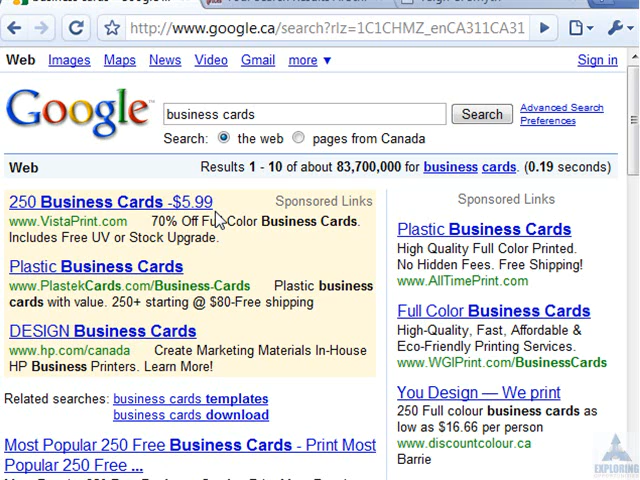 http://www.google.ca/search?rlz=1C1CHMZ_enCA311CA31
Web Images Maps News Video Gmail more ▼ Sign in
Google™
business cards
Search
Advanced Search
Preferences
Search: the web pages from Canada
Web Results 1 - 10 of about 83,700,000 for business cards. (0.19 seconds)
250 Business Cards -$5.99 Sponsored Links
www.VistaPrint.com 70% Off Full Color Business Cards.
Includes Free UV or Stock Upgrade.
Plastic Business Cards
www.PlastekCards.com/Business-Cards Plastic business
cards with value. 250+ starting @ $80-Free shipping
DESIGN Business Cards
www.hp.com/canada Create Marketing Materials In-House
HP Business Printers. Learn More!
Related searches: business cards templates
business cards download
Most Popular 250 Free Business Cards - Print Most
Popular 250 Free ...
Sponsored Links
Plastic Business Cards
High Quality Full Color Printed.
No Hidden Fees. Free Shipping!
www.AllTimePrint.com
Full Color Business Cards
High-Quality, Fast, Affordable &
Eco-Friendly Printing Services.
www.WGIPrint.com/BusinessCards
You Design — We print
250 Full colour business cards as
low as $16.66 per person
www.discountcolour.ca
Barrie
EXPLORING